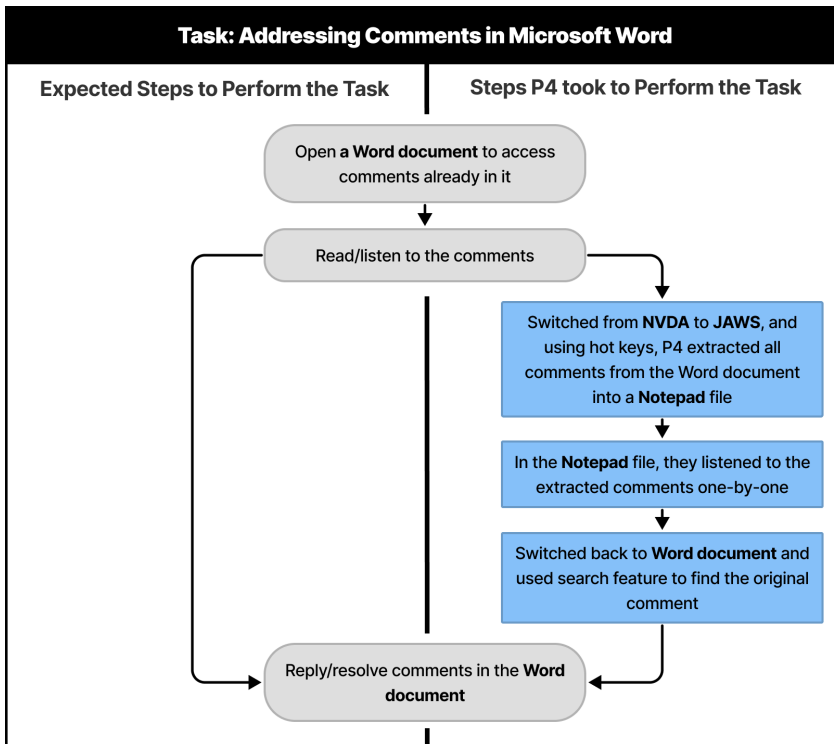 Task: Addressing Comments in Microsoft Word
Expected Steps to Perform the Task
Steps P4 took to Perform the Task
Open a Word document to access
comments already in it
Read/listen to the comments
Switched from NVDA to JAWS, and
using hot keys, P4 extracted all
comments from the Word document
into a Notepad file
In the Notepad file, they listened to the
extracted comments one-by-one
Switched back to Word document and
used search feature to find the original
comment
Reply/resolve comments in the Word
document